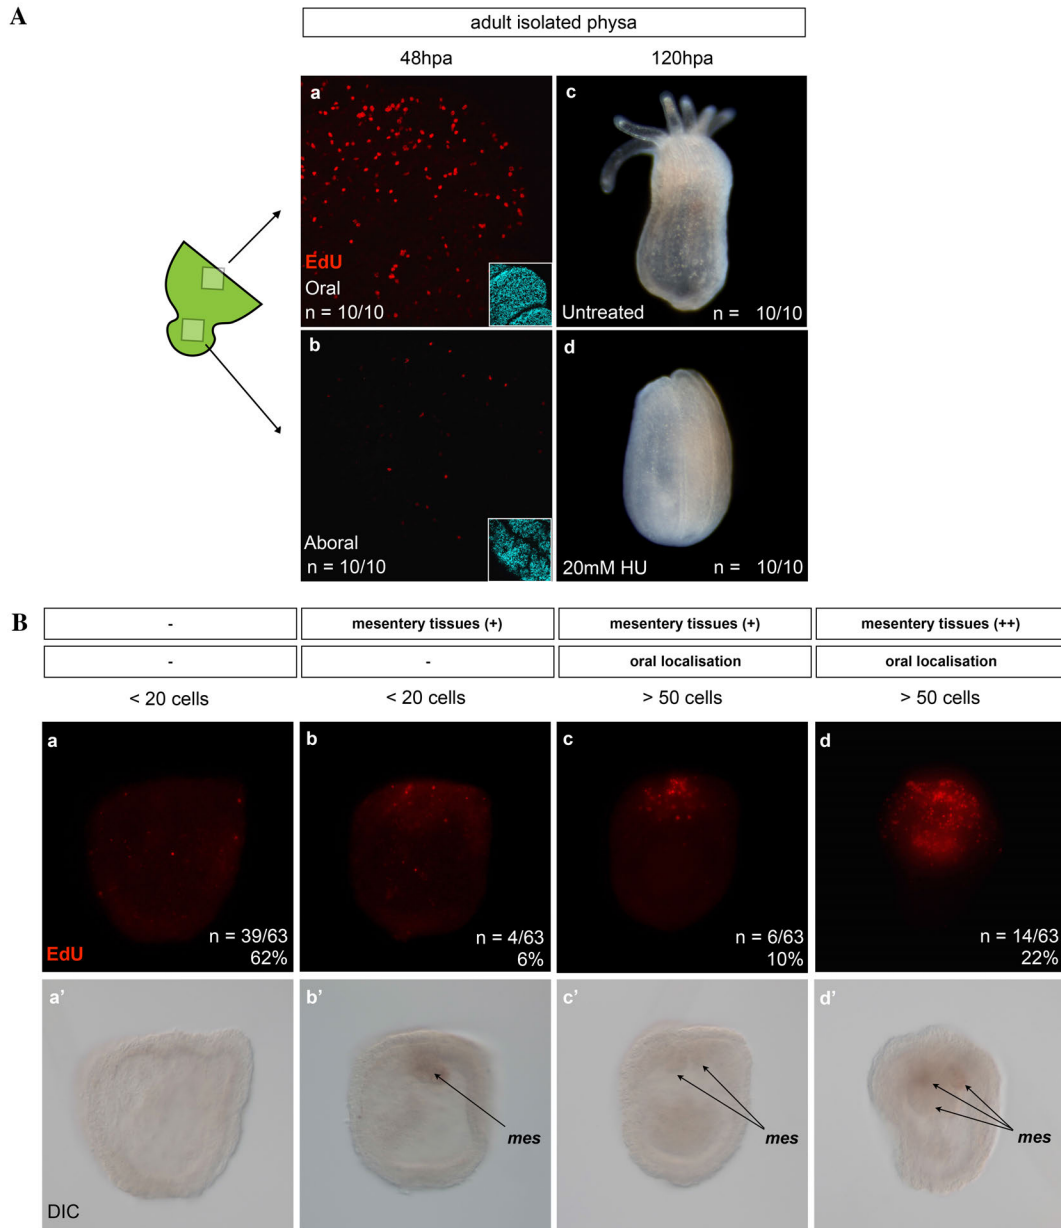 A
adult isolated physa
48hpa
120hpa
a
EdU
Oral
n = 10/10
c
Untreated
n = 10/10
b
Aboral
n = 10/10
d
20mM HU
n = 10/10
B
-
mesentery tissues (+)
mesentery tissues (+)
mesentery tissues (++)
-
-
oral localisation
oral localisation
< 20 cells
< 20 cells
> 50 cells
> 50 cells
a
EdU
n = 39/63
62%
b
n = 4/63
6%
c
n = 6/63
10%
d
n = 14/63
22%
a'
DIC
b'
mes
c'
mes
d'
mes